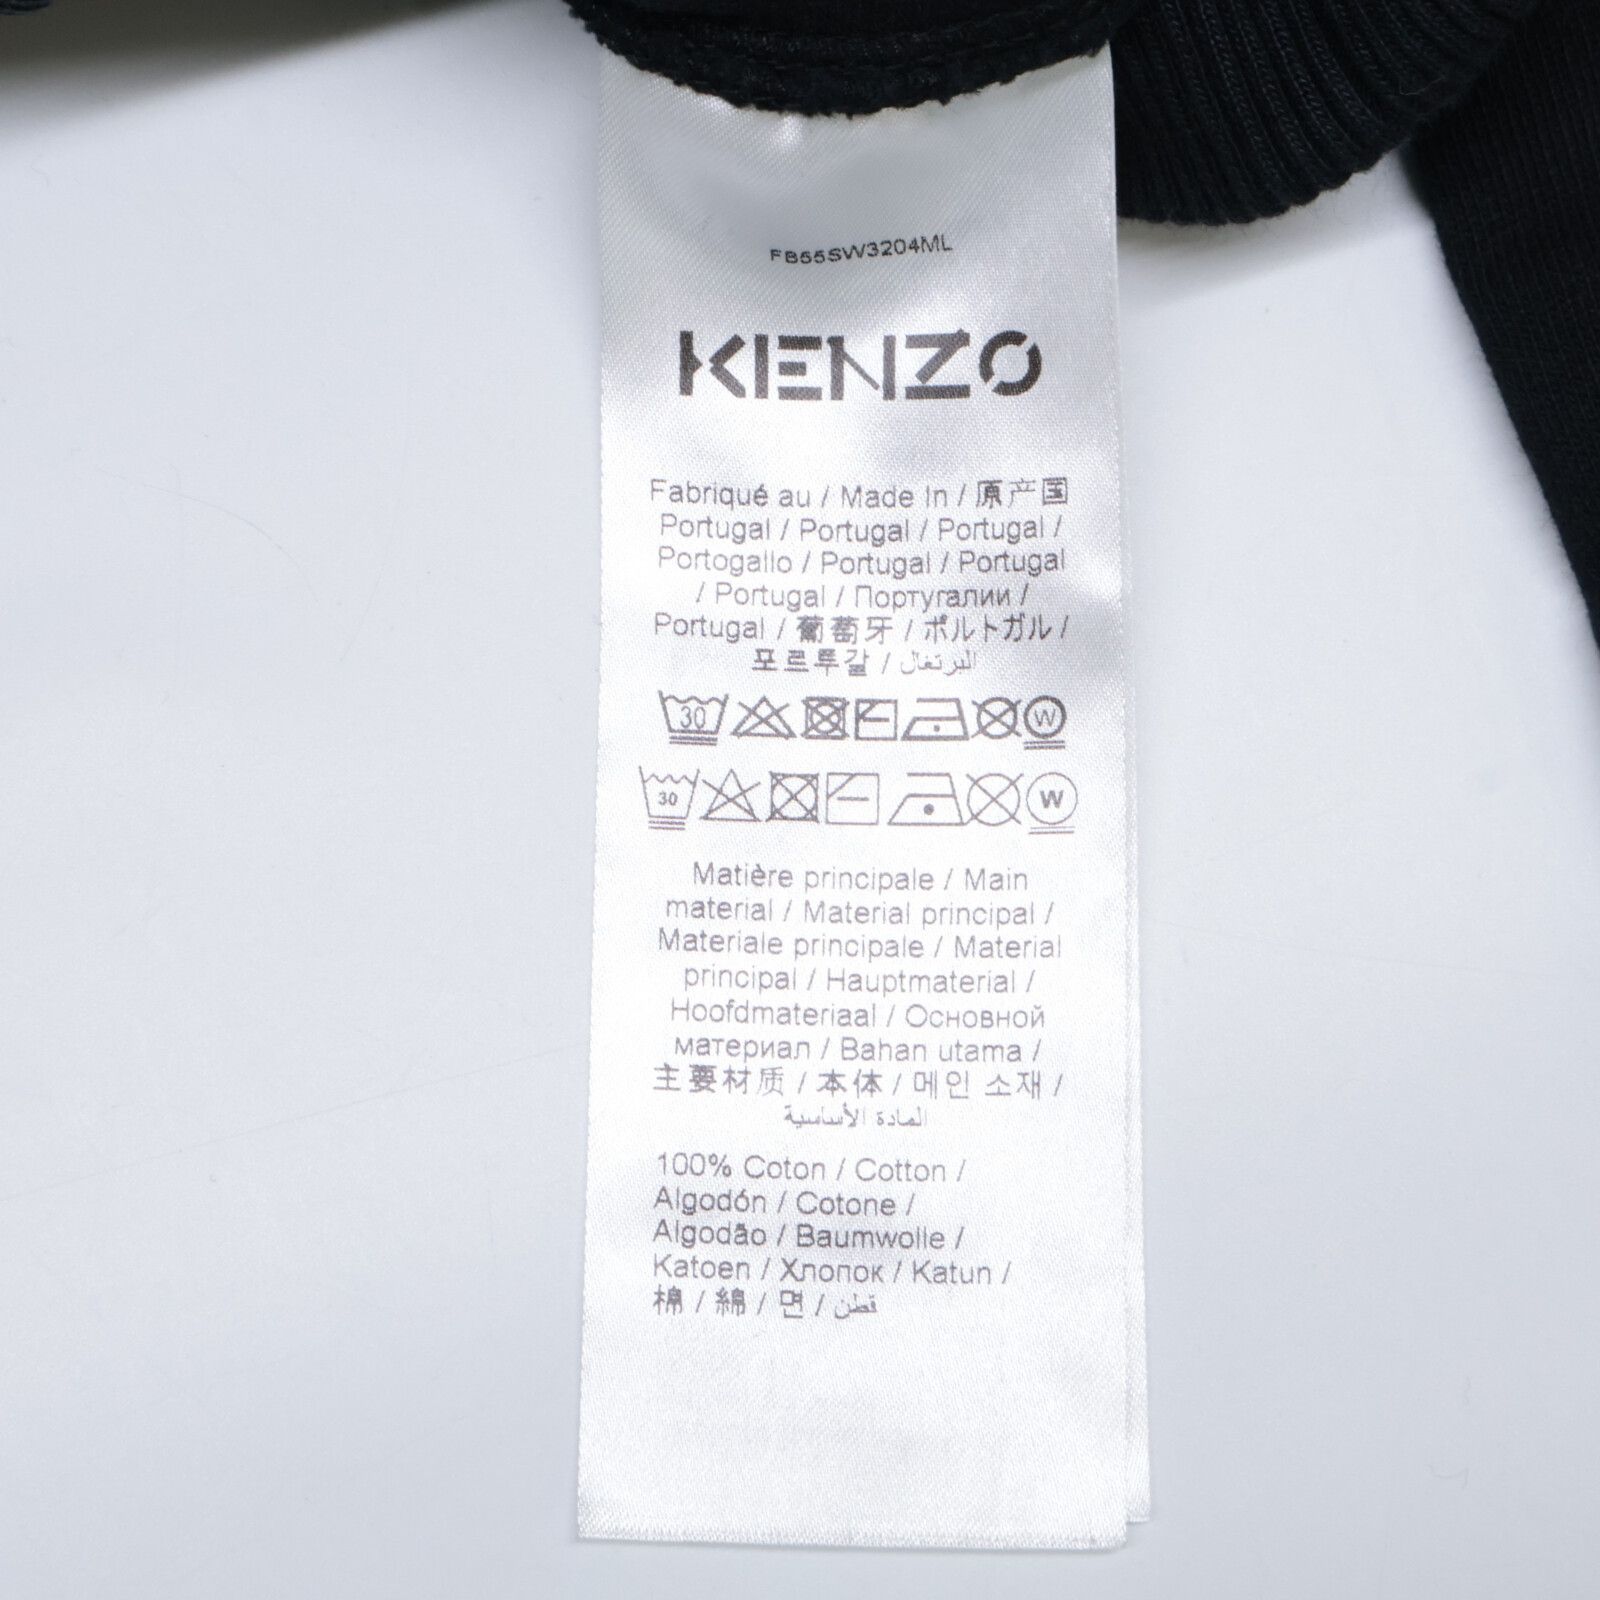 FB55SW3204ML
KENZO
Fabriqué au / Made In / 原产国
Portugal / Portugal / Portugal /
Portogallo / Portugal / Portugal
/ Portugal / Португалии /
Portugal / 葡萄牙 / ポルトガル /
포르투갈 / البرتغال
30 W
30 W
Matière principale / Main
material / Material principal /
Materiale principale / Material
principal / Hauptmaterial /
Hoofdmateriaal / Основной
материал / Bahan utama /
主要材质 / 本体 / 메인 소재 /
المادة الأساسية
100% Coton / Cotton /
Algodón / Cotone /
Algodão / Baumwolle /
Katoen / Хлопок / Katun /
棉 / 綿 / 면 / قطن